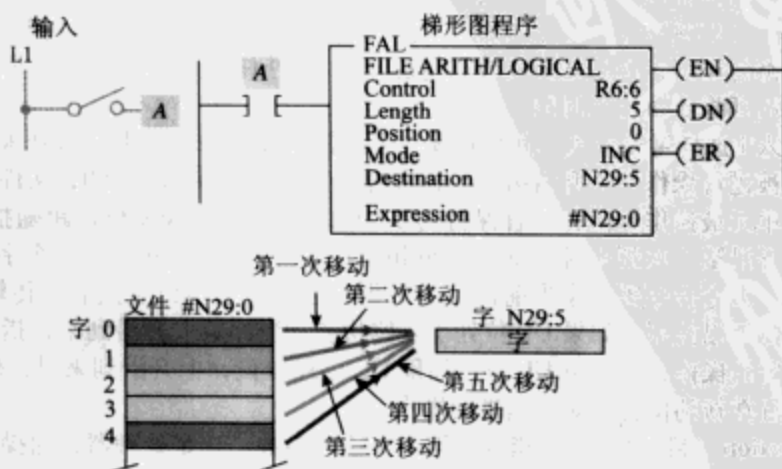 输入
梯形图程序
L1
A
A
FAL
FILE ARITH/LOGICAL
Control R6:6
Length 5
Position 0
Mode INC
Destination N29:5
Expression #N29:0
(EN)
(DN)
(ER)
第一次移动
第二次移动
文件 #N29:0
字 N29:5
字 0
字
1
第五次移动
2
3
第四次移动
4
第三次移动